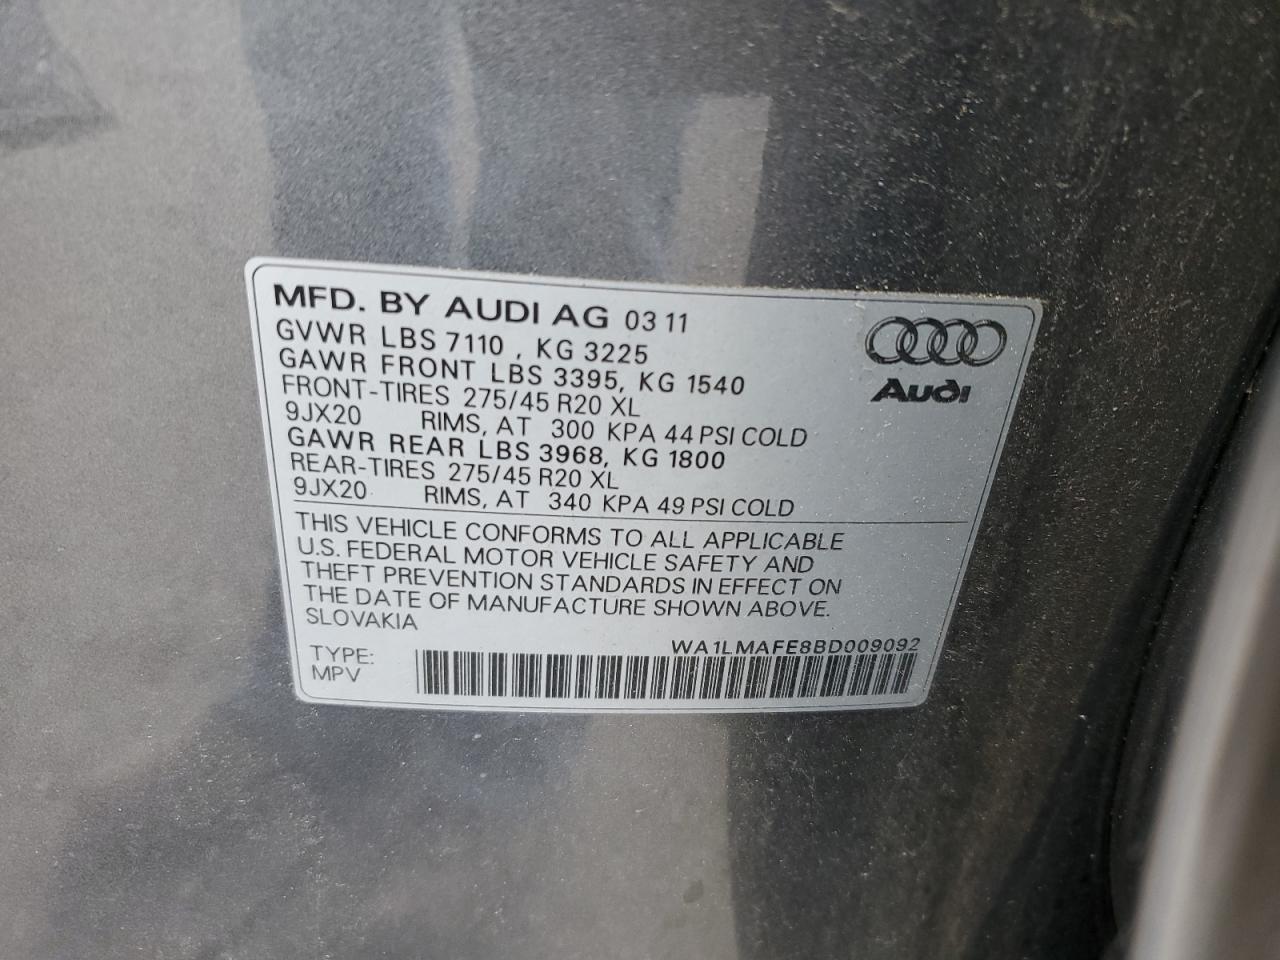 MFD. BY AUDI AG 03 11
GVWR LBS 7110 , KG 3225
GAWR FRONT LBS 3395, KG 1540
FRONT-TIRES 275/45 R20 XL
9JX20 RIMS, AT 300 KPA 44 PSI COLD
GAWR REAR LBS 3968, KG 1800
REAR-TIRES 275/45 R20 XL
9JX20 RIMS, AT 340 KPA 49 PSI COLD
Audi
THIS VEHICLE CONFORMS TO ALL APPLICABLE
U.S. FEDERAL MOTOR VEHICLE SAFETY AND
THEFT PREVENTION STANDARDS IN EFFECT ON
THE DATE OF MANUFACTURE SHOWN ABOVE.
SLOVAKIA
WA1LMAFE8BD009092
TYPE:
MPV